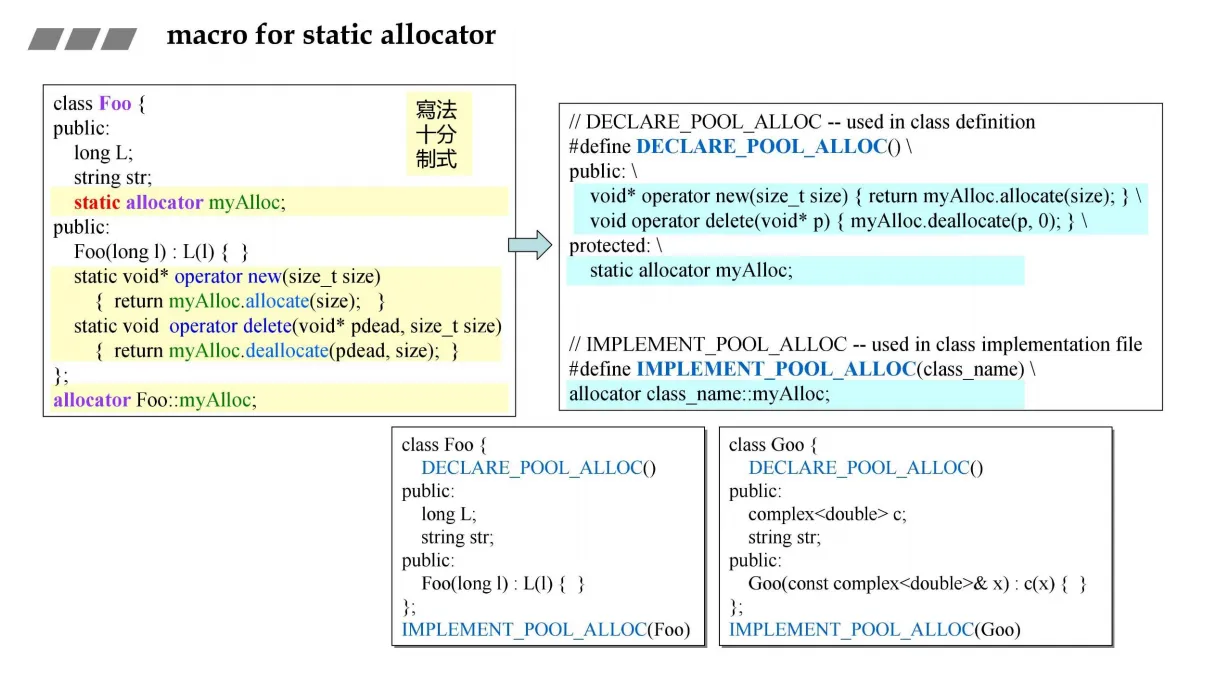 macro for static allocator
class Foo {
public:
long L;
string str;
static allocator myAlloc;
public:
Foo(long l) : L(l) { }
static void* operator new(size_t size)
{ return myAlloc.allocate(size); }
static void operator delete(void* pdead, size_t size)
{ return myAlloc.deallocate(pdead, size); }
};
allocator Foo::myAlloc;
寫法
十分
制式
// DECLARE_POOL_ALLOC -- used in class definition
#define DECLARE_POOL_ALLOC() \
public: \
void* operator new(size_t size) { return myAlloc.allocate(size); } \
void operator delete(void* p) { myAlloc.deallocate(p, 0); } \
protected: \
static allocator myAlloc;
// IMPLEMENT_POOL_ALLOC -- used in class implementation file
#define IMPLEMENT_POOL_ALLOC(class_name) \
allocator class_name::myAlloc;
class Foo {
DECLARE_POOL_ALLOC()
public:
long L;
string str;
public:
Foo(long l) : L(l) { }
};
IMPLEMENT_POOL_ALLOC(Foo)
class Goo {
DECLARE_POOL_ALLOC()
public:
complex<double> c;
string str;
public:
Goo(const complex<double>& x) : c(x) { }
};
IMPLEMENT_POOL_ALLOC(Goo)